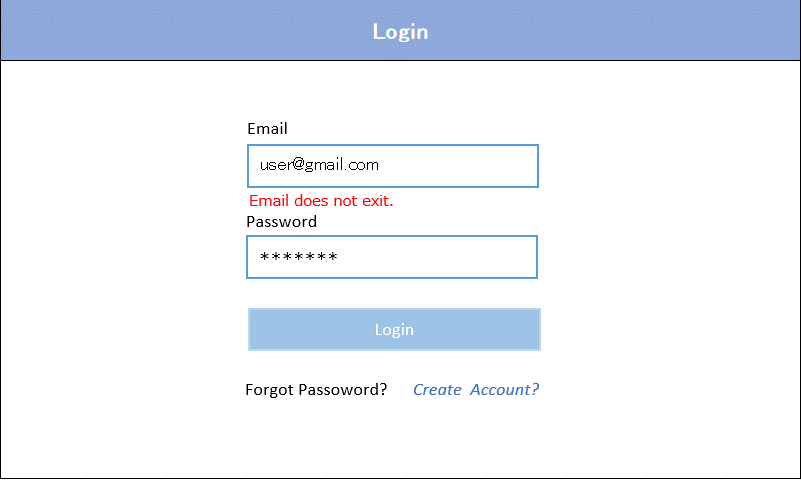 Login
Email
user@gmail.com
Email does not exit.
Password
*******
Login
Forgot Passoword? Create Account?